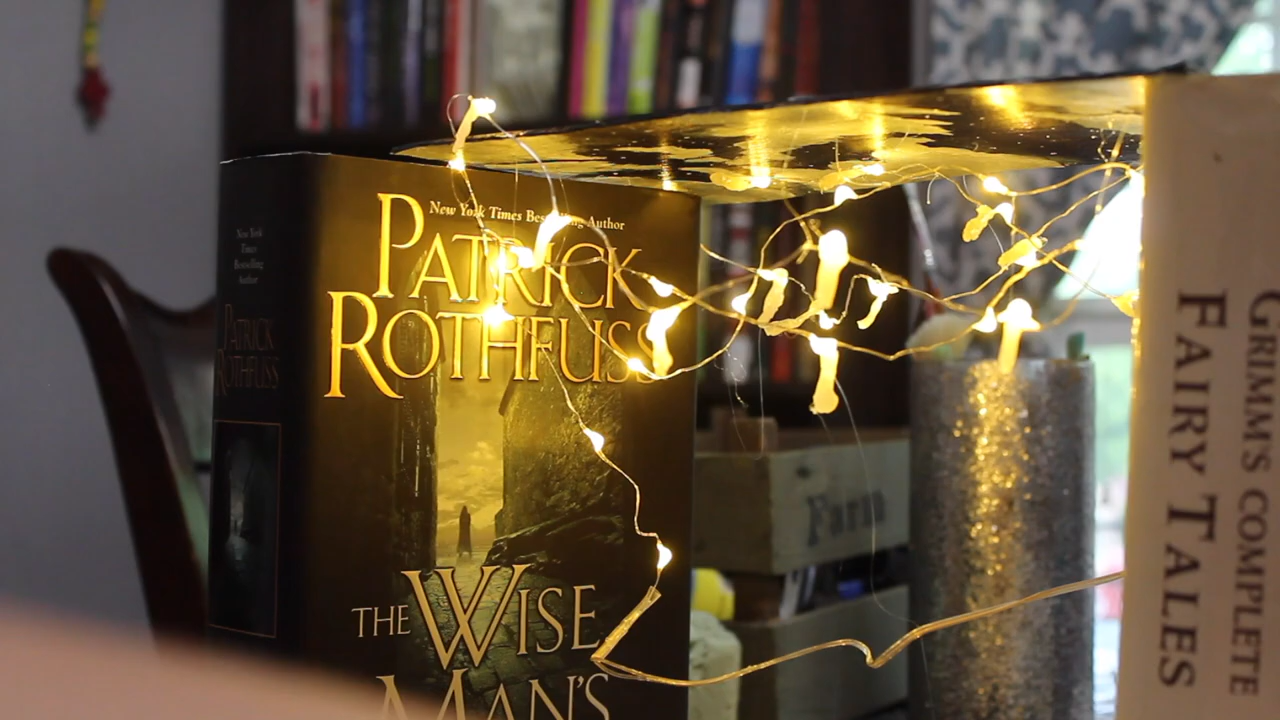 New York
Times
Bestselling
Author
PATRICK
ROTHFUSS
New York Times Author
PATRICK
ROTHFUSS
THE WISE
MAN'S
Farm
GRIMM'S COMPLETE
FAIRY TALES